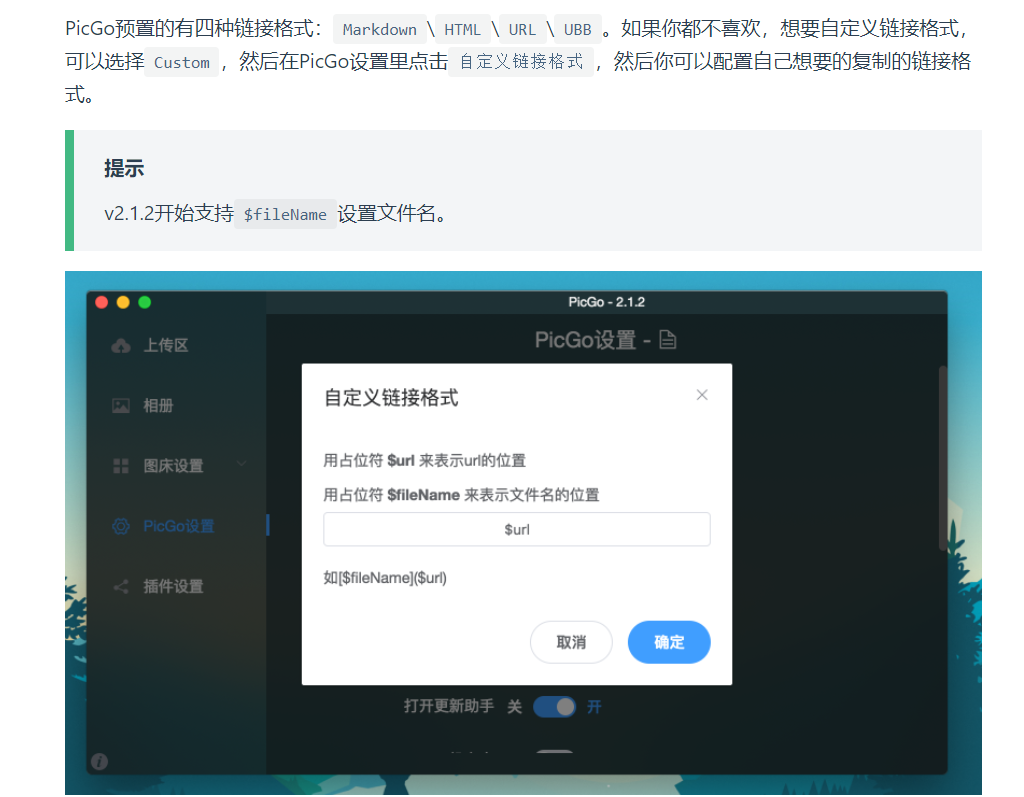 PicGo预置的有四种链接格式：Markdown \ HTML \ URL \ UBB 。如果你都不喜欢，想要自定义链接格式，
可以选择 Custom ，然后在PicGo设置里点击 自定义链接格式 ，然后你可以配置自己想要的复制的链接格
式。
提示
v2.1.2开始支持 $fileName 设置文件名。
PicGo - 2.1.2
PicGo设置 -
上传区
相册
图床设置
PicGo设置
插件设置
自定义链接格式
用占位符 $url 来表示url的位置
用占位符 $fileName 来表示文件名的位置
$url
如[$fileName]($url)
取消
确定
打开更新助手 关 开